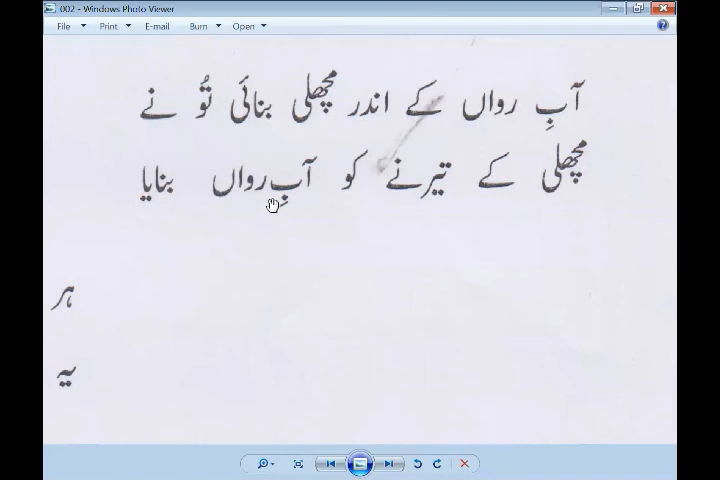 002 - Windows Photo Viewer
File Print E-mail Burn Open
آبِ رواں کے اندر مچھلی بنائی تُو نے
مچھلی کے تیرنے کو آبِ رواں بنایا
ہر
یہ